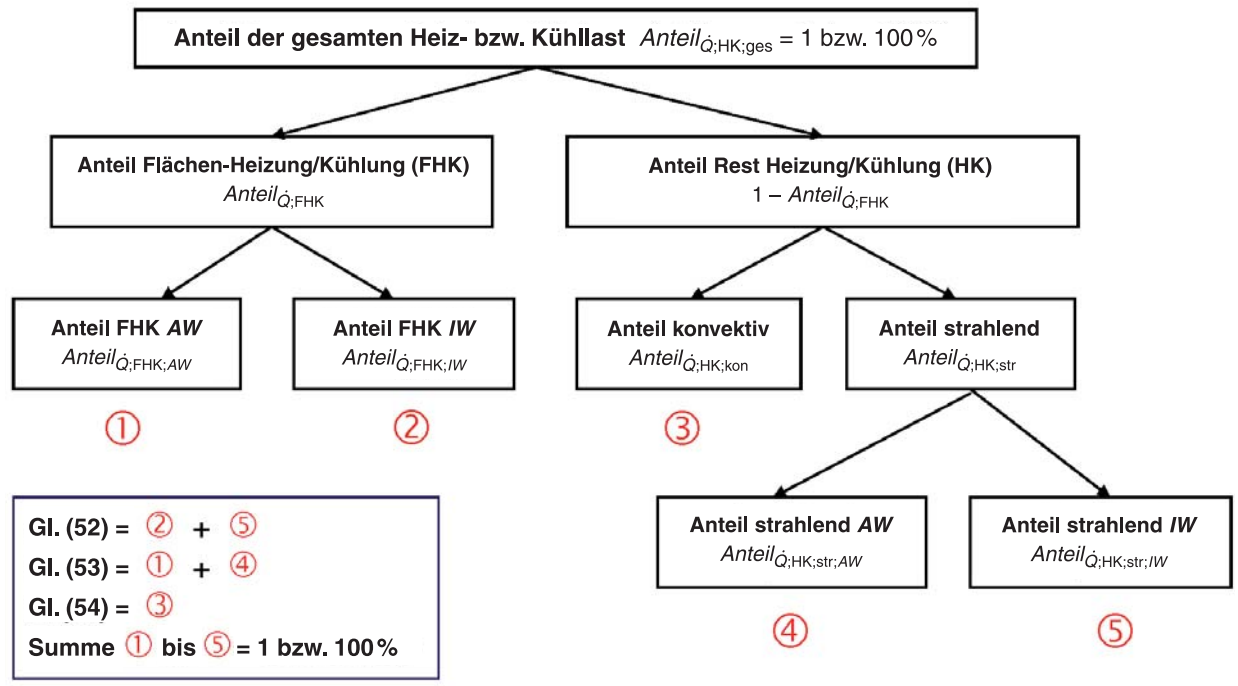 Anteil der gesamten Heiz- bzw. Kühllast Anteil_Q̇;HK;ges = 1 bzw. 100 %
Anteil Flächen-Heizung/Kühlung (FHK)
Anteil_Q̇;FHK
Anteil Rest Heizung/Kühlung (HK)
1 – Anteil_Q̇;FHK
Anteil FHK AW
Anteil_Q̇;FHK;AW
①
Anteil FHK IW
Anteil_Q̇;FHK;IW
②
Anteil konvektiv
Anteil_Q̇;HK;kon
③
Anteil strahlend
Anteil_Q̇;HK;str
Anteil strahlend AW
Anteil_Q̇;HK;str;AW
④
Anteil strahlend IW
Anteil_Q̇;HK;str;IW
⑤
Gl. (52) = ② + ⑤
Gl. (53) = ① + ④
Gl. (54) = ③
Summe ① bis ⑤ = 1 bzw. 100 %